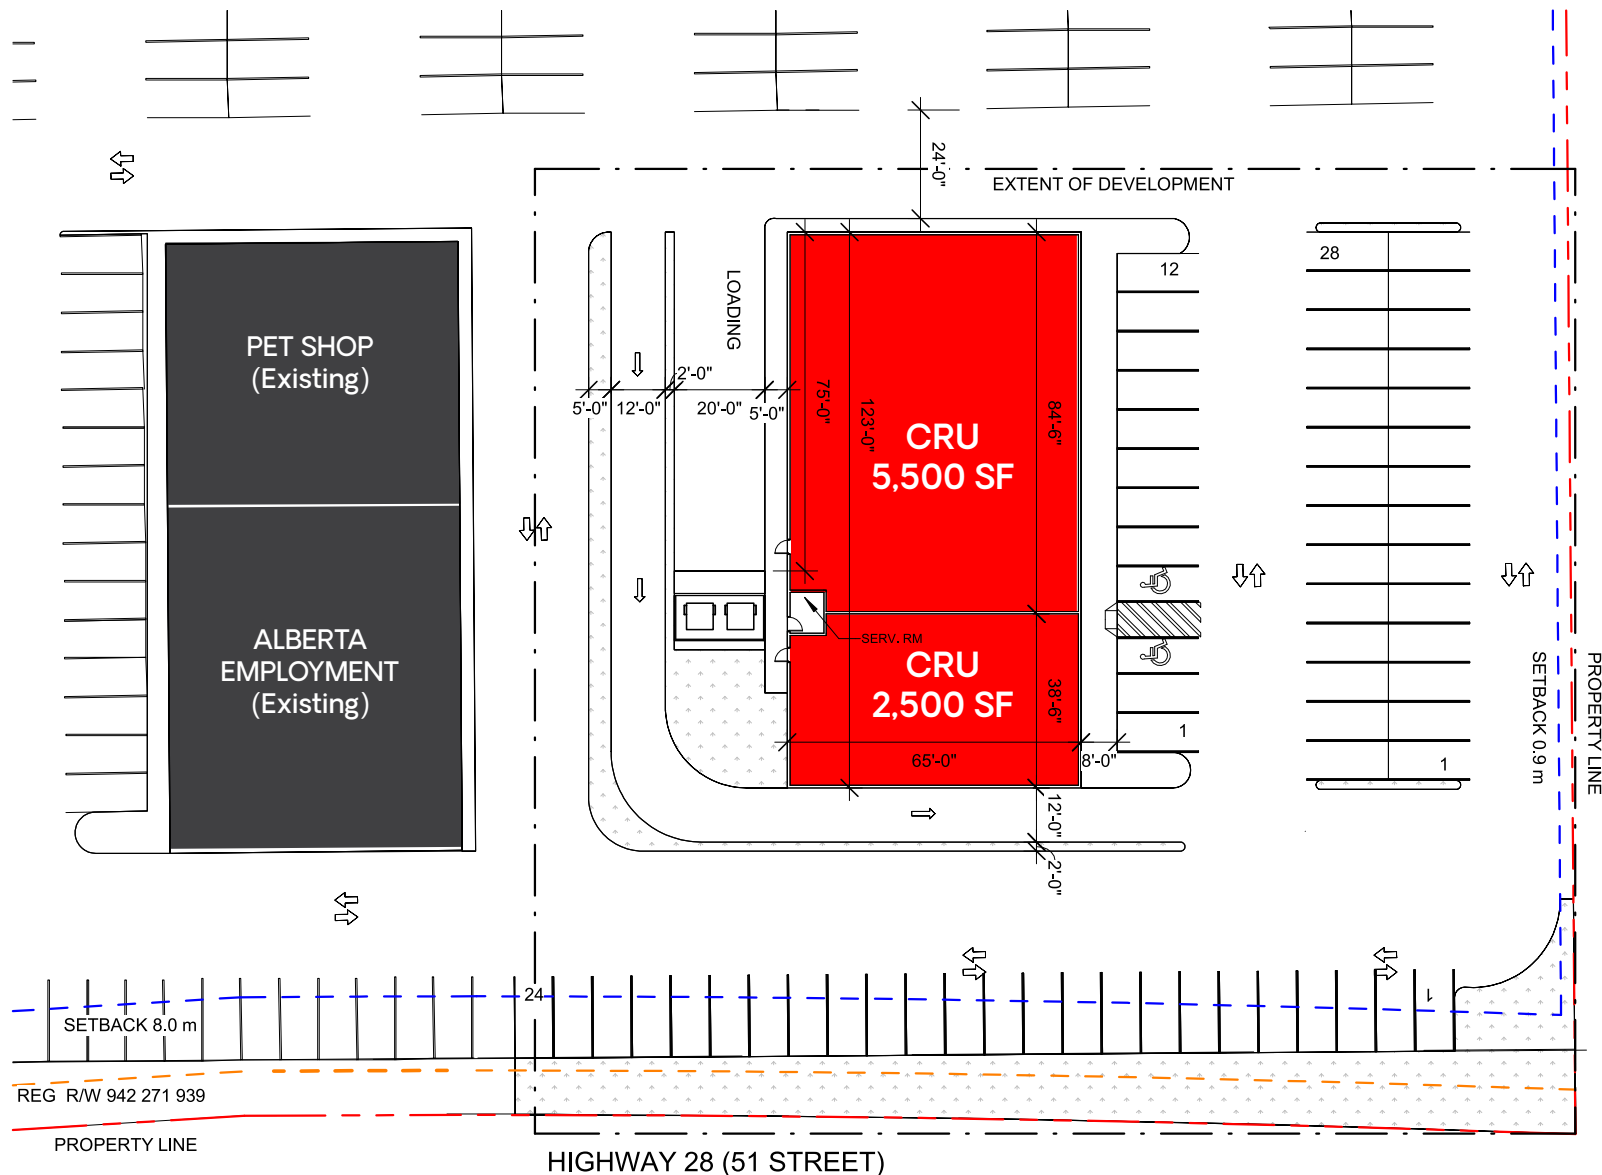 24'-0"
EXTENT OF DEVELOPMENT
28
12
LOADING
PET SHOP
(Existing)
2'-0"
5'-0"
12'-0"
20'-0"
5'-0"
75'-0"
123'-0"
84'-6"
CRU
5,500 SF
ALBERTA
EMPLOYMENT
(Existing)
SERV. RM
CRU
2,500 SF
38'-6"
65'-0"
8'-0"
1
1
SETBACK 0.9 m
PROPERTY LINE
12'-0"
2'-0"
24
1
SETBACK 8.0 m
REG R/W 942 271 939
PROPERTY LINE
HIGHWAY 28 (51 STREET)